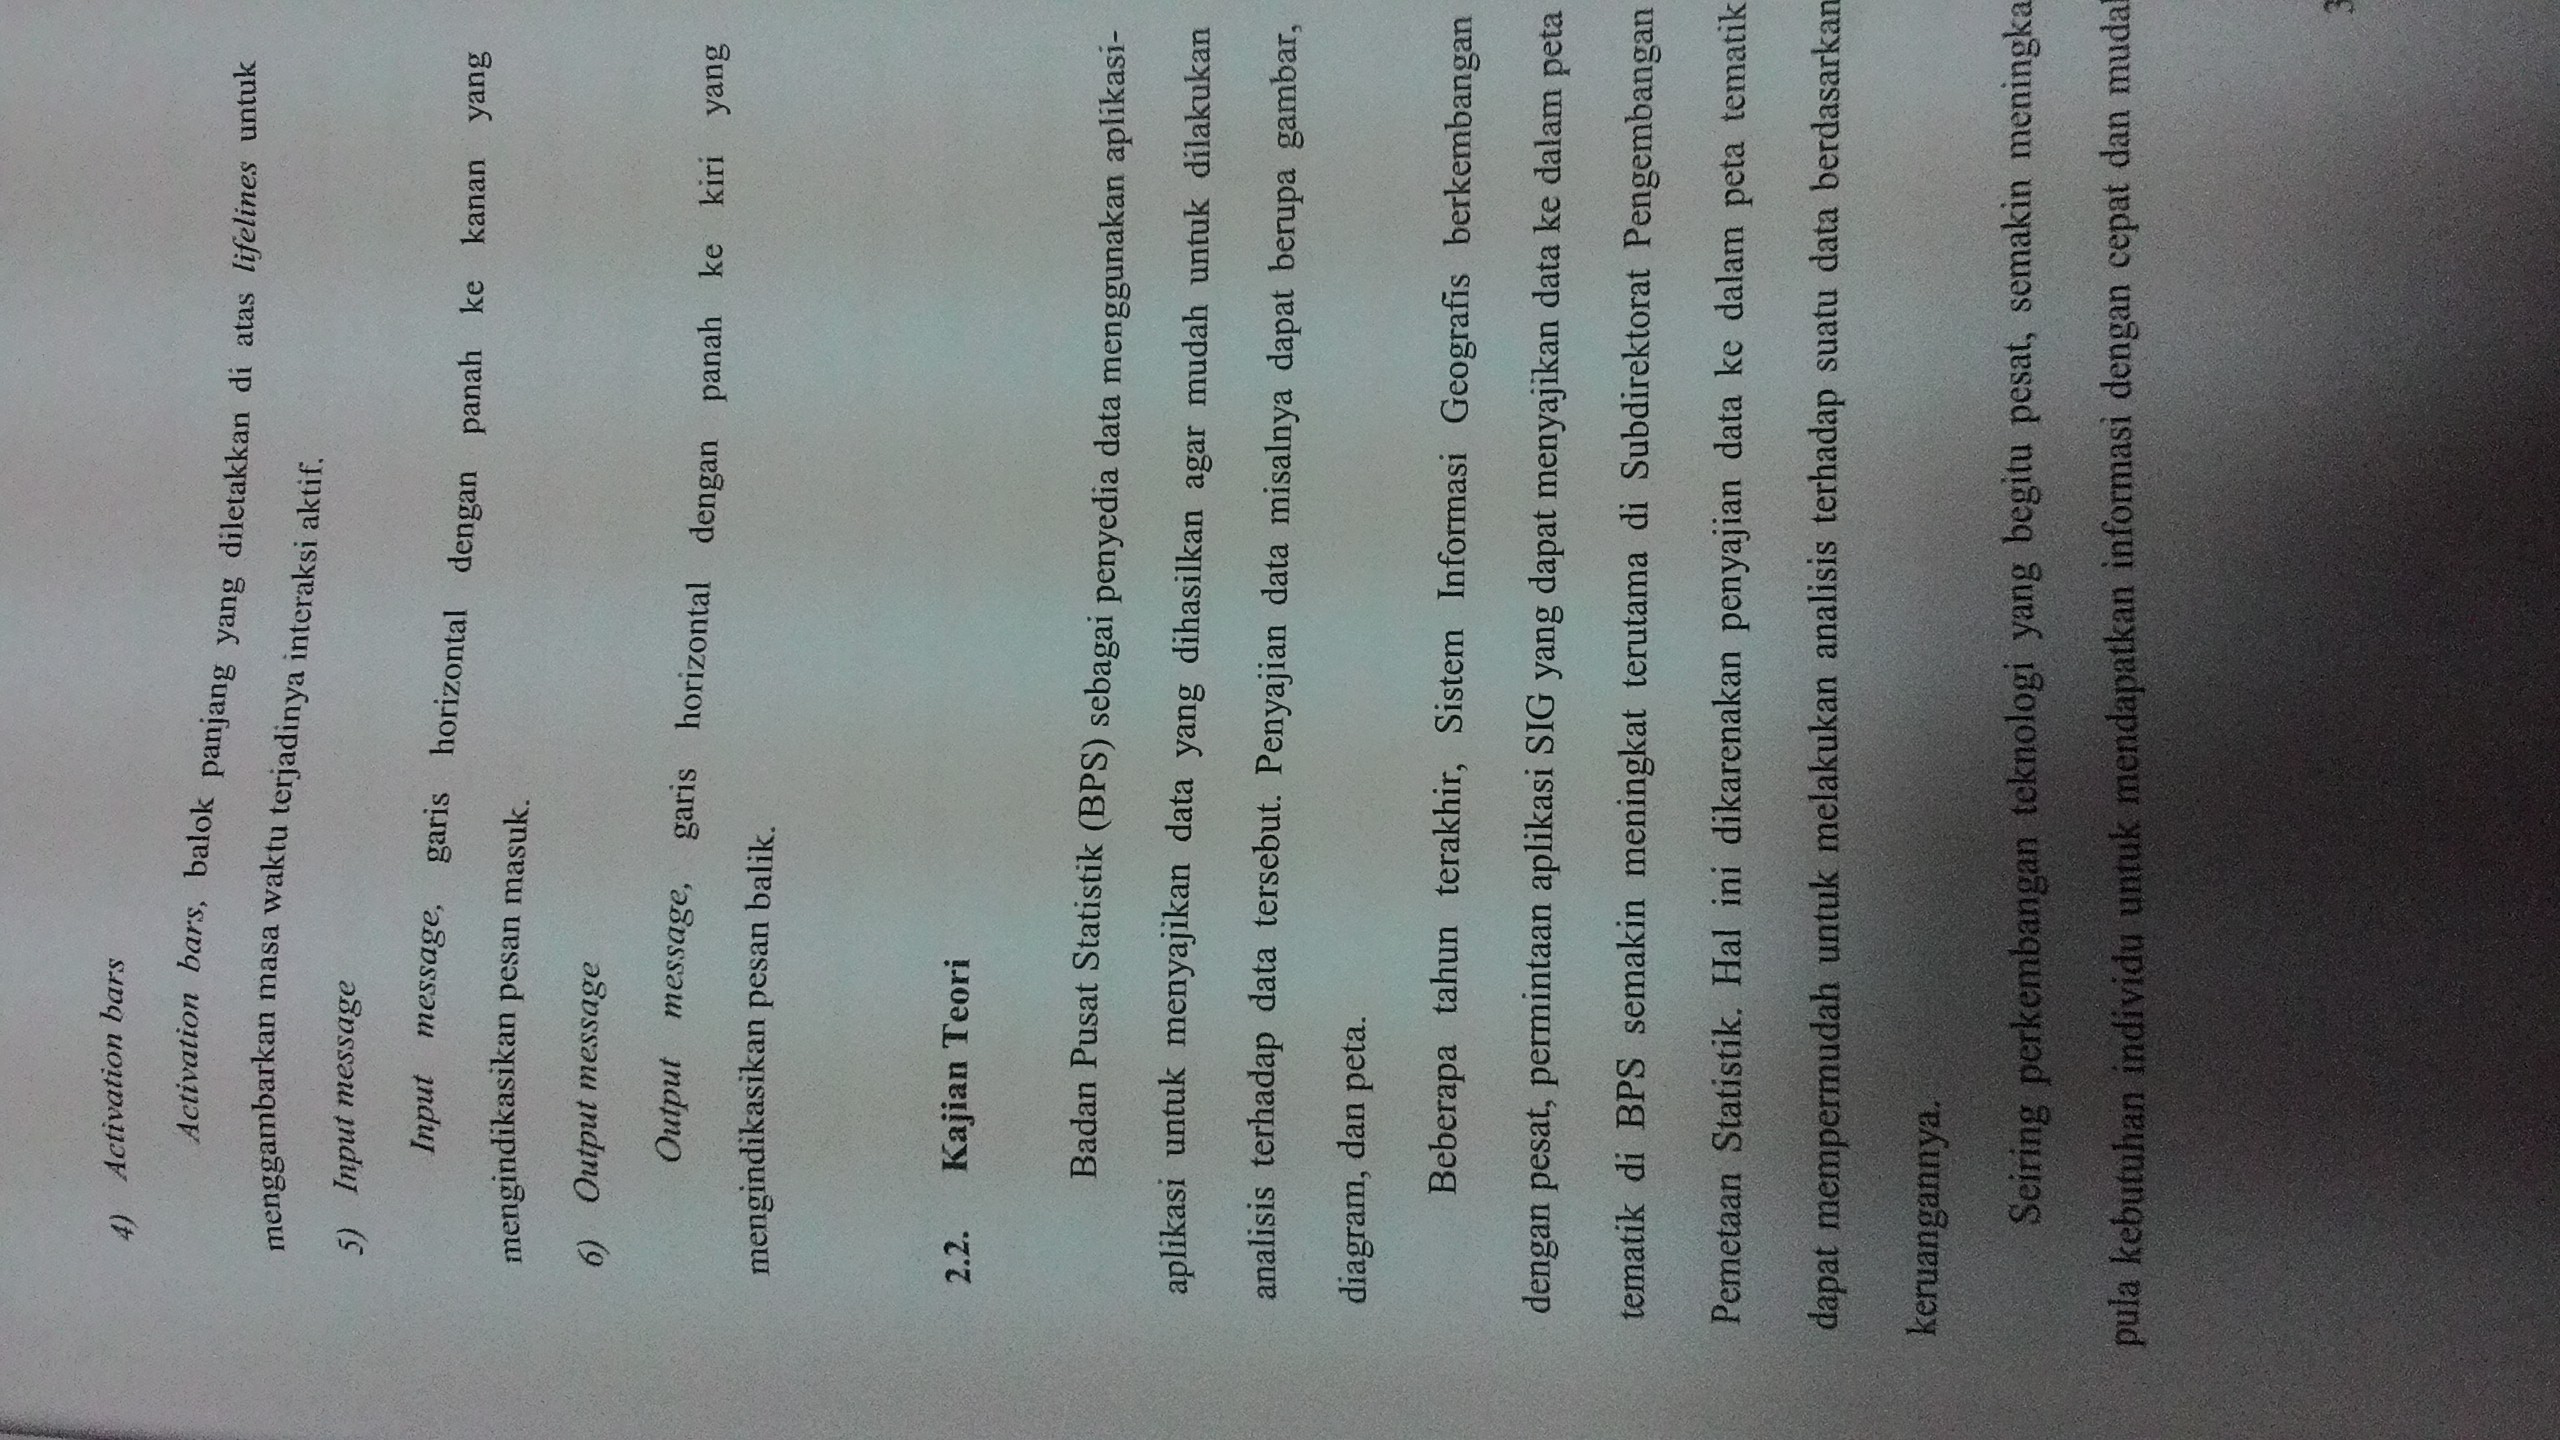 4) Activation bars
Activation bars, balok panjang yang diletakkan di atas lifelines untuk
menggambarkan masa waktu terjadinya interaksi aktif.
5) Input message
Input message, garis horizontal dengan panah ke kanan yang
mengindikasikan pesan masuk.
6) Output message
Output message, garis horizontal dengan panah ke kiri yang
mengindikasikan pesan balik.
2.2. Kajian Teori
Badan Pusat Statistik (BPS) sebagai penyedia data menggunakan aplikasi-
aplikasi untuk menyajikan data yang dihasilkan agar mudah untuk dilakukan
analisis terhadap data tersebut. Penyajian data misalnya dapat berupa gambar,
diagram, dan peta.
Beberapa tahun terakhir, Sistem Informasi Geografis berkembangan
dengan pesat, permintaan aplikasi SIG yang dapat menyajikan data ke dalam peta
tematik di BPS semakin meningkat terutama di Subdirektorat Pengembangan
Pemetaan Statistik. Hal ini dikarenakan penyajian data ke dalam peta tematik
dapat mempermudah untuk melakukan analisis terhadap suatu data berdasarkan
keruangannya.
Seiring perkembangan teknologi yang begitu pesat, semakin meningka
pula kebutuhan individu untuk mendapatkan informasi dengan cepat dan mudah
3